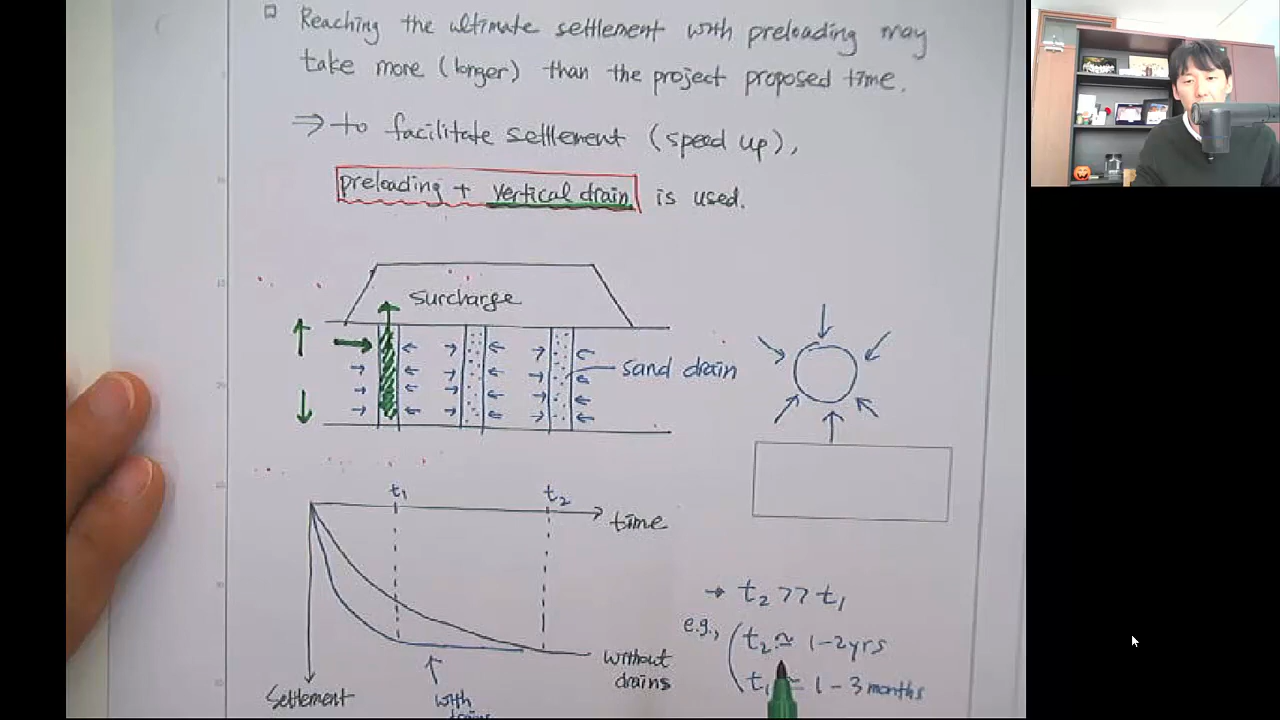 Reaching the ultimate settlement with preloading may
take more (longer) than the project proposed time.
⇒ to facilitate settlement (speed up),
preloading + vertical drain is used.
surcharge
sand drain
t1 t2
time
t2 >> t1
e.g., t2 ≈ 1-2yrs
t1 ≈ 1-3 months
without
drains
Settlement
with
drains